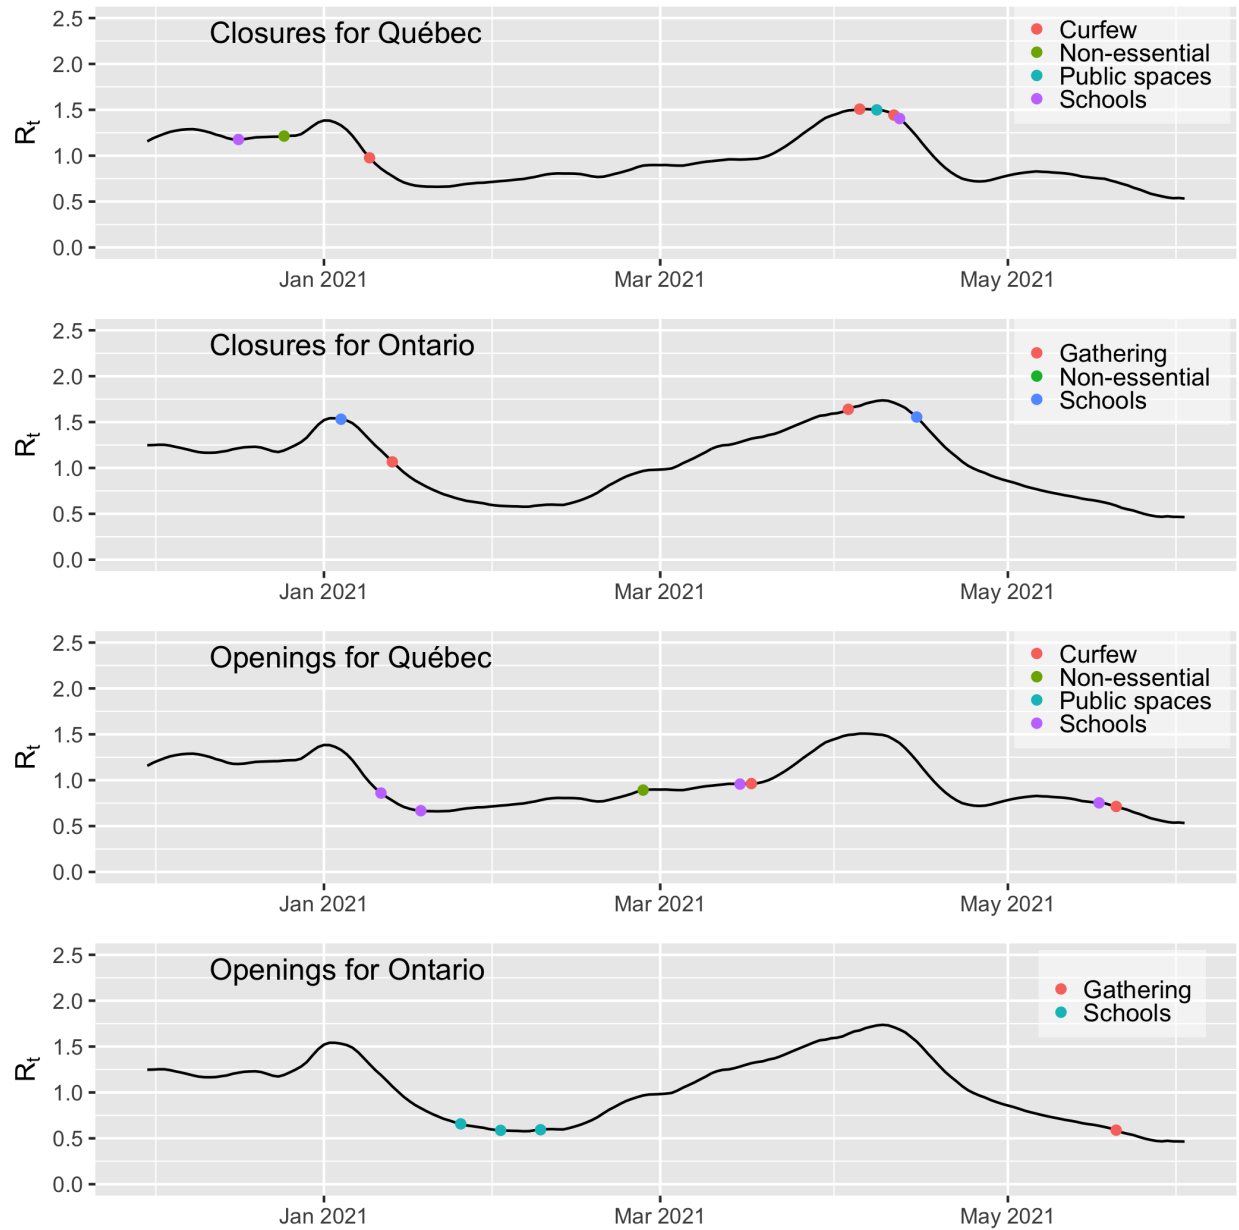 Closures for Québec
Curfew
Non-essential
Public spaces
Schools
2.5
2.0
1.5
1.0
0.5
0.0
Rt
Jan 2021 Mar 2021 May 2021
Closures for Ontario
Gathering
Non-essential
Schools
2.5
2.0
1.5
1.0
0.5
0.0
Rt
Jan 2021 Mar 2021 May 2021
Openings for Québec
Curfew
Non-essential
Public spaces
Schools
2.5
2.0
1.5
1.0
0.5
0.0
Rt
Jan 2021 Mar 2021 May 2021
Openings for Ontario
Gathering
Schools
2.5
2.0
1.5
1.0
0.5
0.0
Rt
Jan 2021 Mar 2021 May 2021